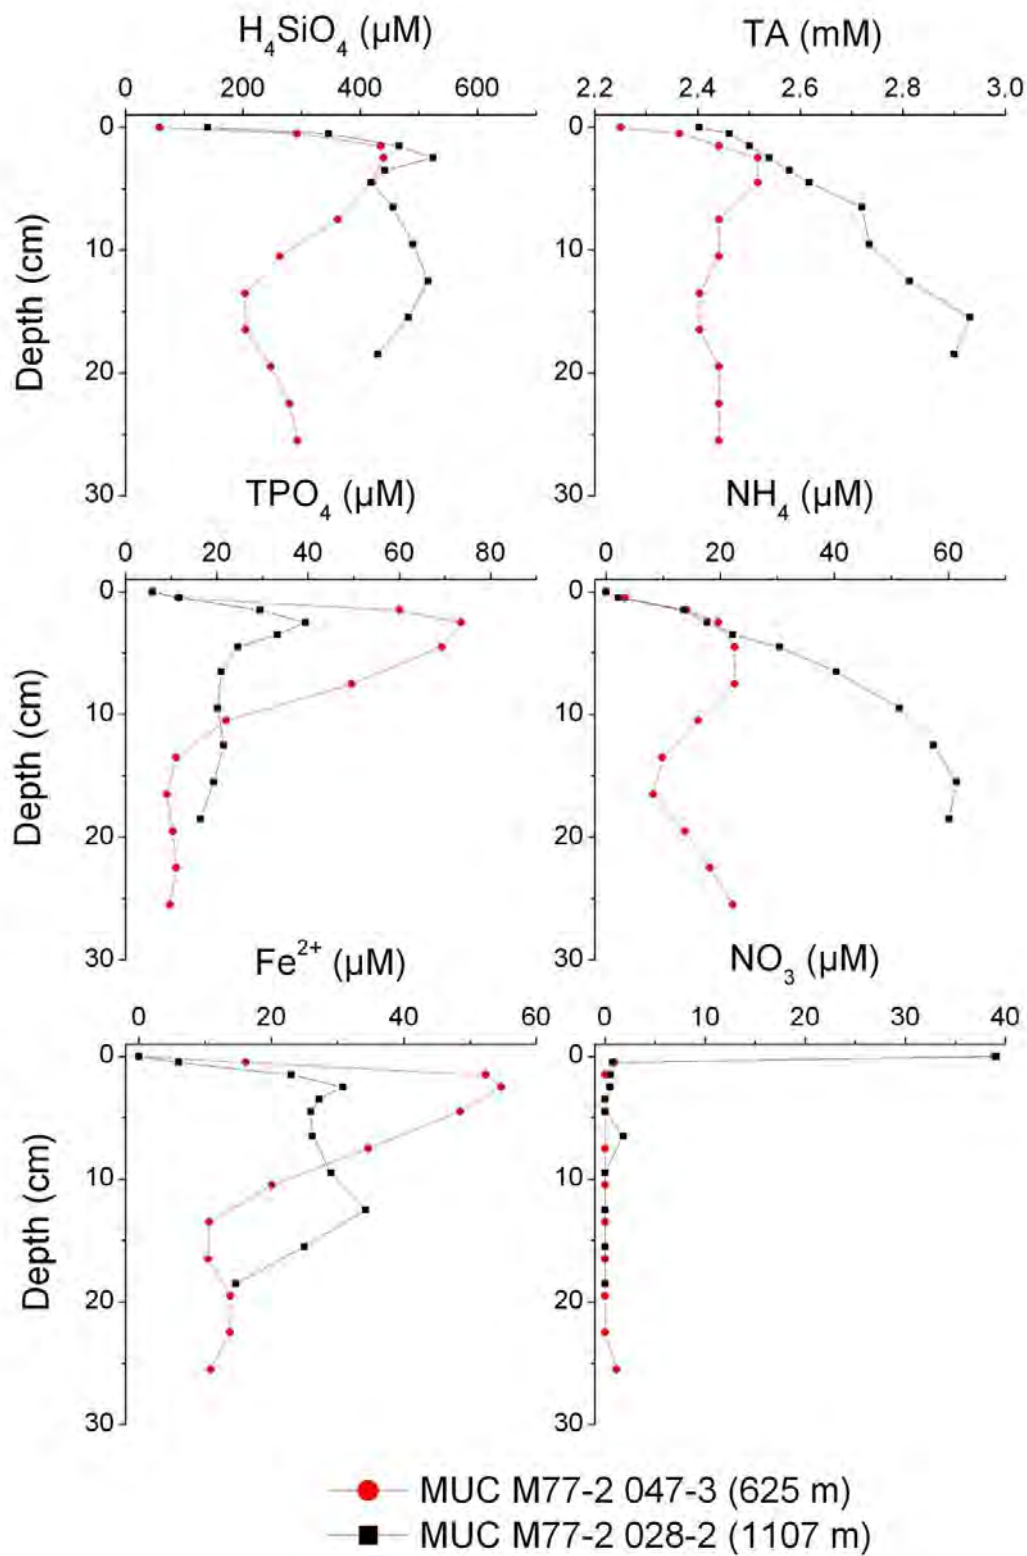 H₄SiO₄ (µM) TA (mM)
0 200 400 600 2.2 2.4 2.6 2.8 3.0
0 0
10 10
20 20
30 30
Depth (cm)
TPO₄ (µM) NH₄ (µM)
0 20 40 60 80 0 20 40 60
0 0
10 10
20 20
30 30
Depth (cm)
Fe²⁺ (µM) NO₃ (µM)
0 20 40 60 0 10 20 30 40
0 0
10 10
20 20
30 30
Depth (cm)
MUC M77-2 047-3 (625 m)
MUC M77-2 028-2 (1107 m)